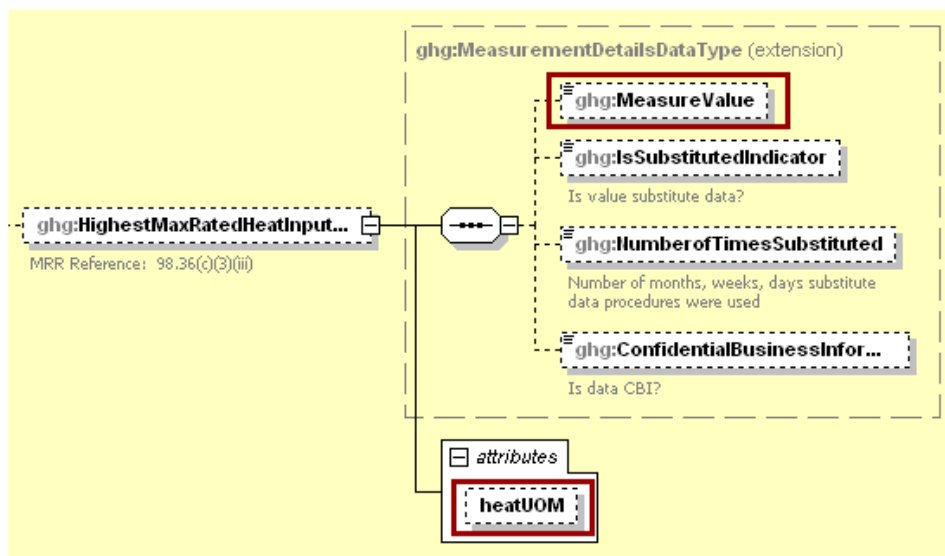 ghg:MeasurementDetailsDataType (extension)
ghg:MeasureValue
ghg:IsSubstitutedIndicator
Is value substitute data?
ghg:HighestMaxRatedHeatInput...
MRR Reference: 98.36(c)(3)(iii)
ghg:NumberofTimesSubstituted
Number of months, weeks, days substitute
data procedures were used
ghg:ConfidentialBusinessInfor...
Is data CBI?
attributes
heatUOM